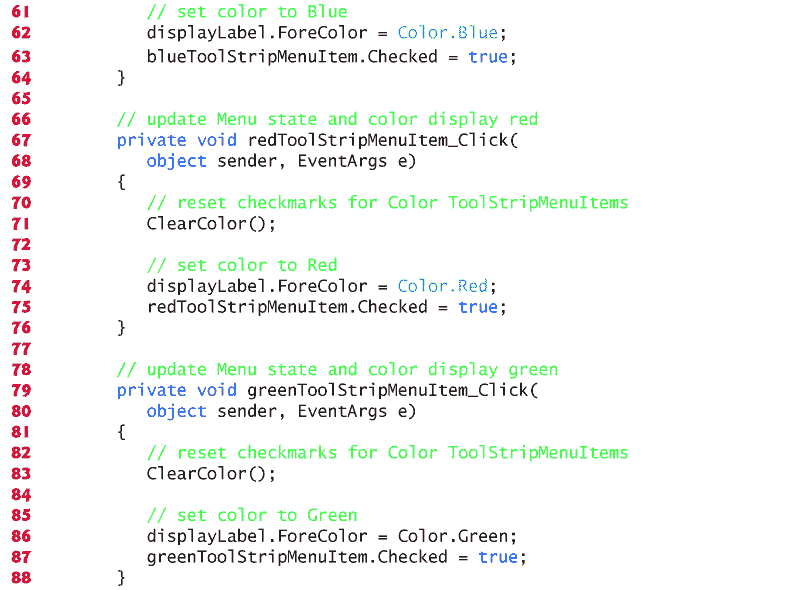 61 // set color to Blue
62 displayLabel.ForeColor = Color.Blue;
63 blueToolStripMenuItem.Checked = true;
64 }
65
66 // update Menu state and color display red
67 private void redToolStripMenuItem_Click(
68 object sender, EventArgs e)
69 {
70 // reset checkmarks for Color ToolStripMenuItems
71 ClearColor();
72
73 // set color to Red
74 displayLabel.ForeColor = Color.Red;
75 redToolStripMenuItem.Checked = true;
76 }
77
78 // update Menu state and color display green
79 private void greenToolStripMenuItem_Click(
80 object sender, EventArgs e)
81 {
82 // reset checkmarks for Color ToolStripMenuItems
83 ClearColor();
84
85 // set color to Green
86 displayLabel.ForeColor = Color.Green;
87 greenToolStripMenuItem.Checked = true;
88 }